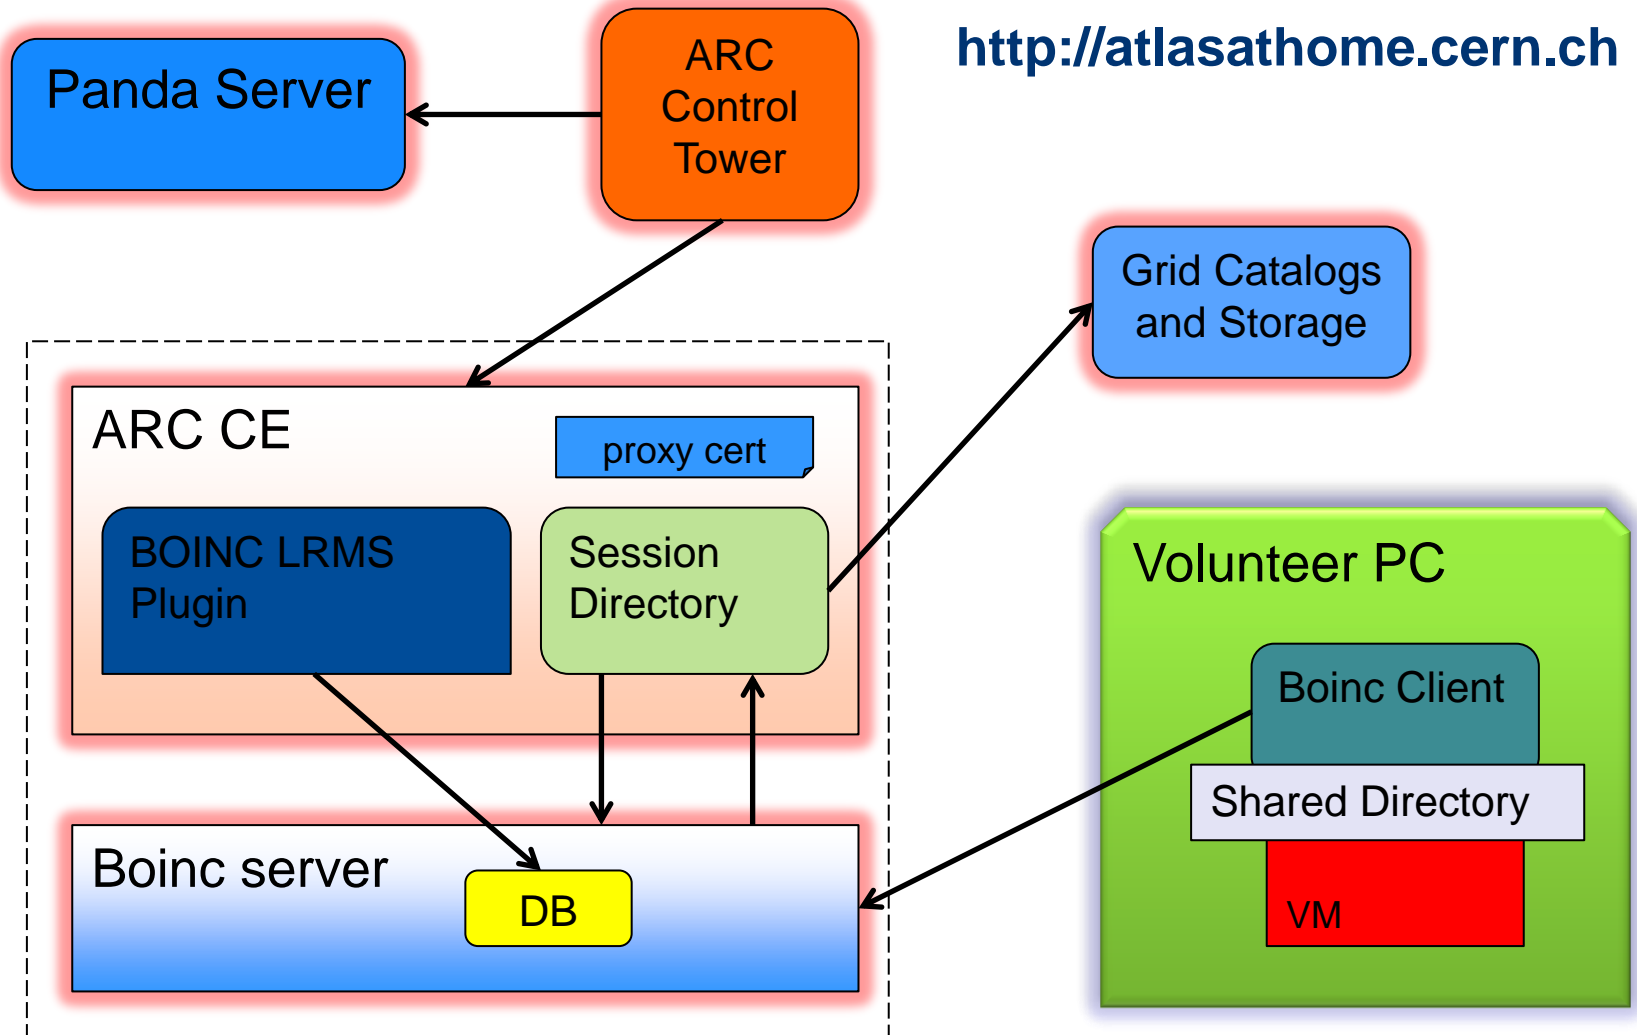 http://atlasathome.cern.ch
Panda Server
ARC
Control
Tower
Grid Catalogs
and Storage
ARC CE
proxy cert
BOINC LRMS
Plugin
Session
Directory
Volunteer PC
Boinc Client
Shared Directory
VM
Boinc server
DB